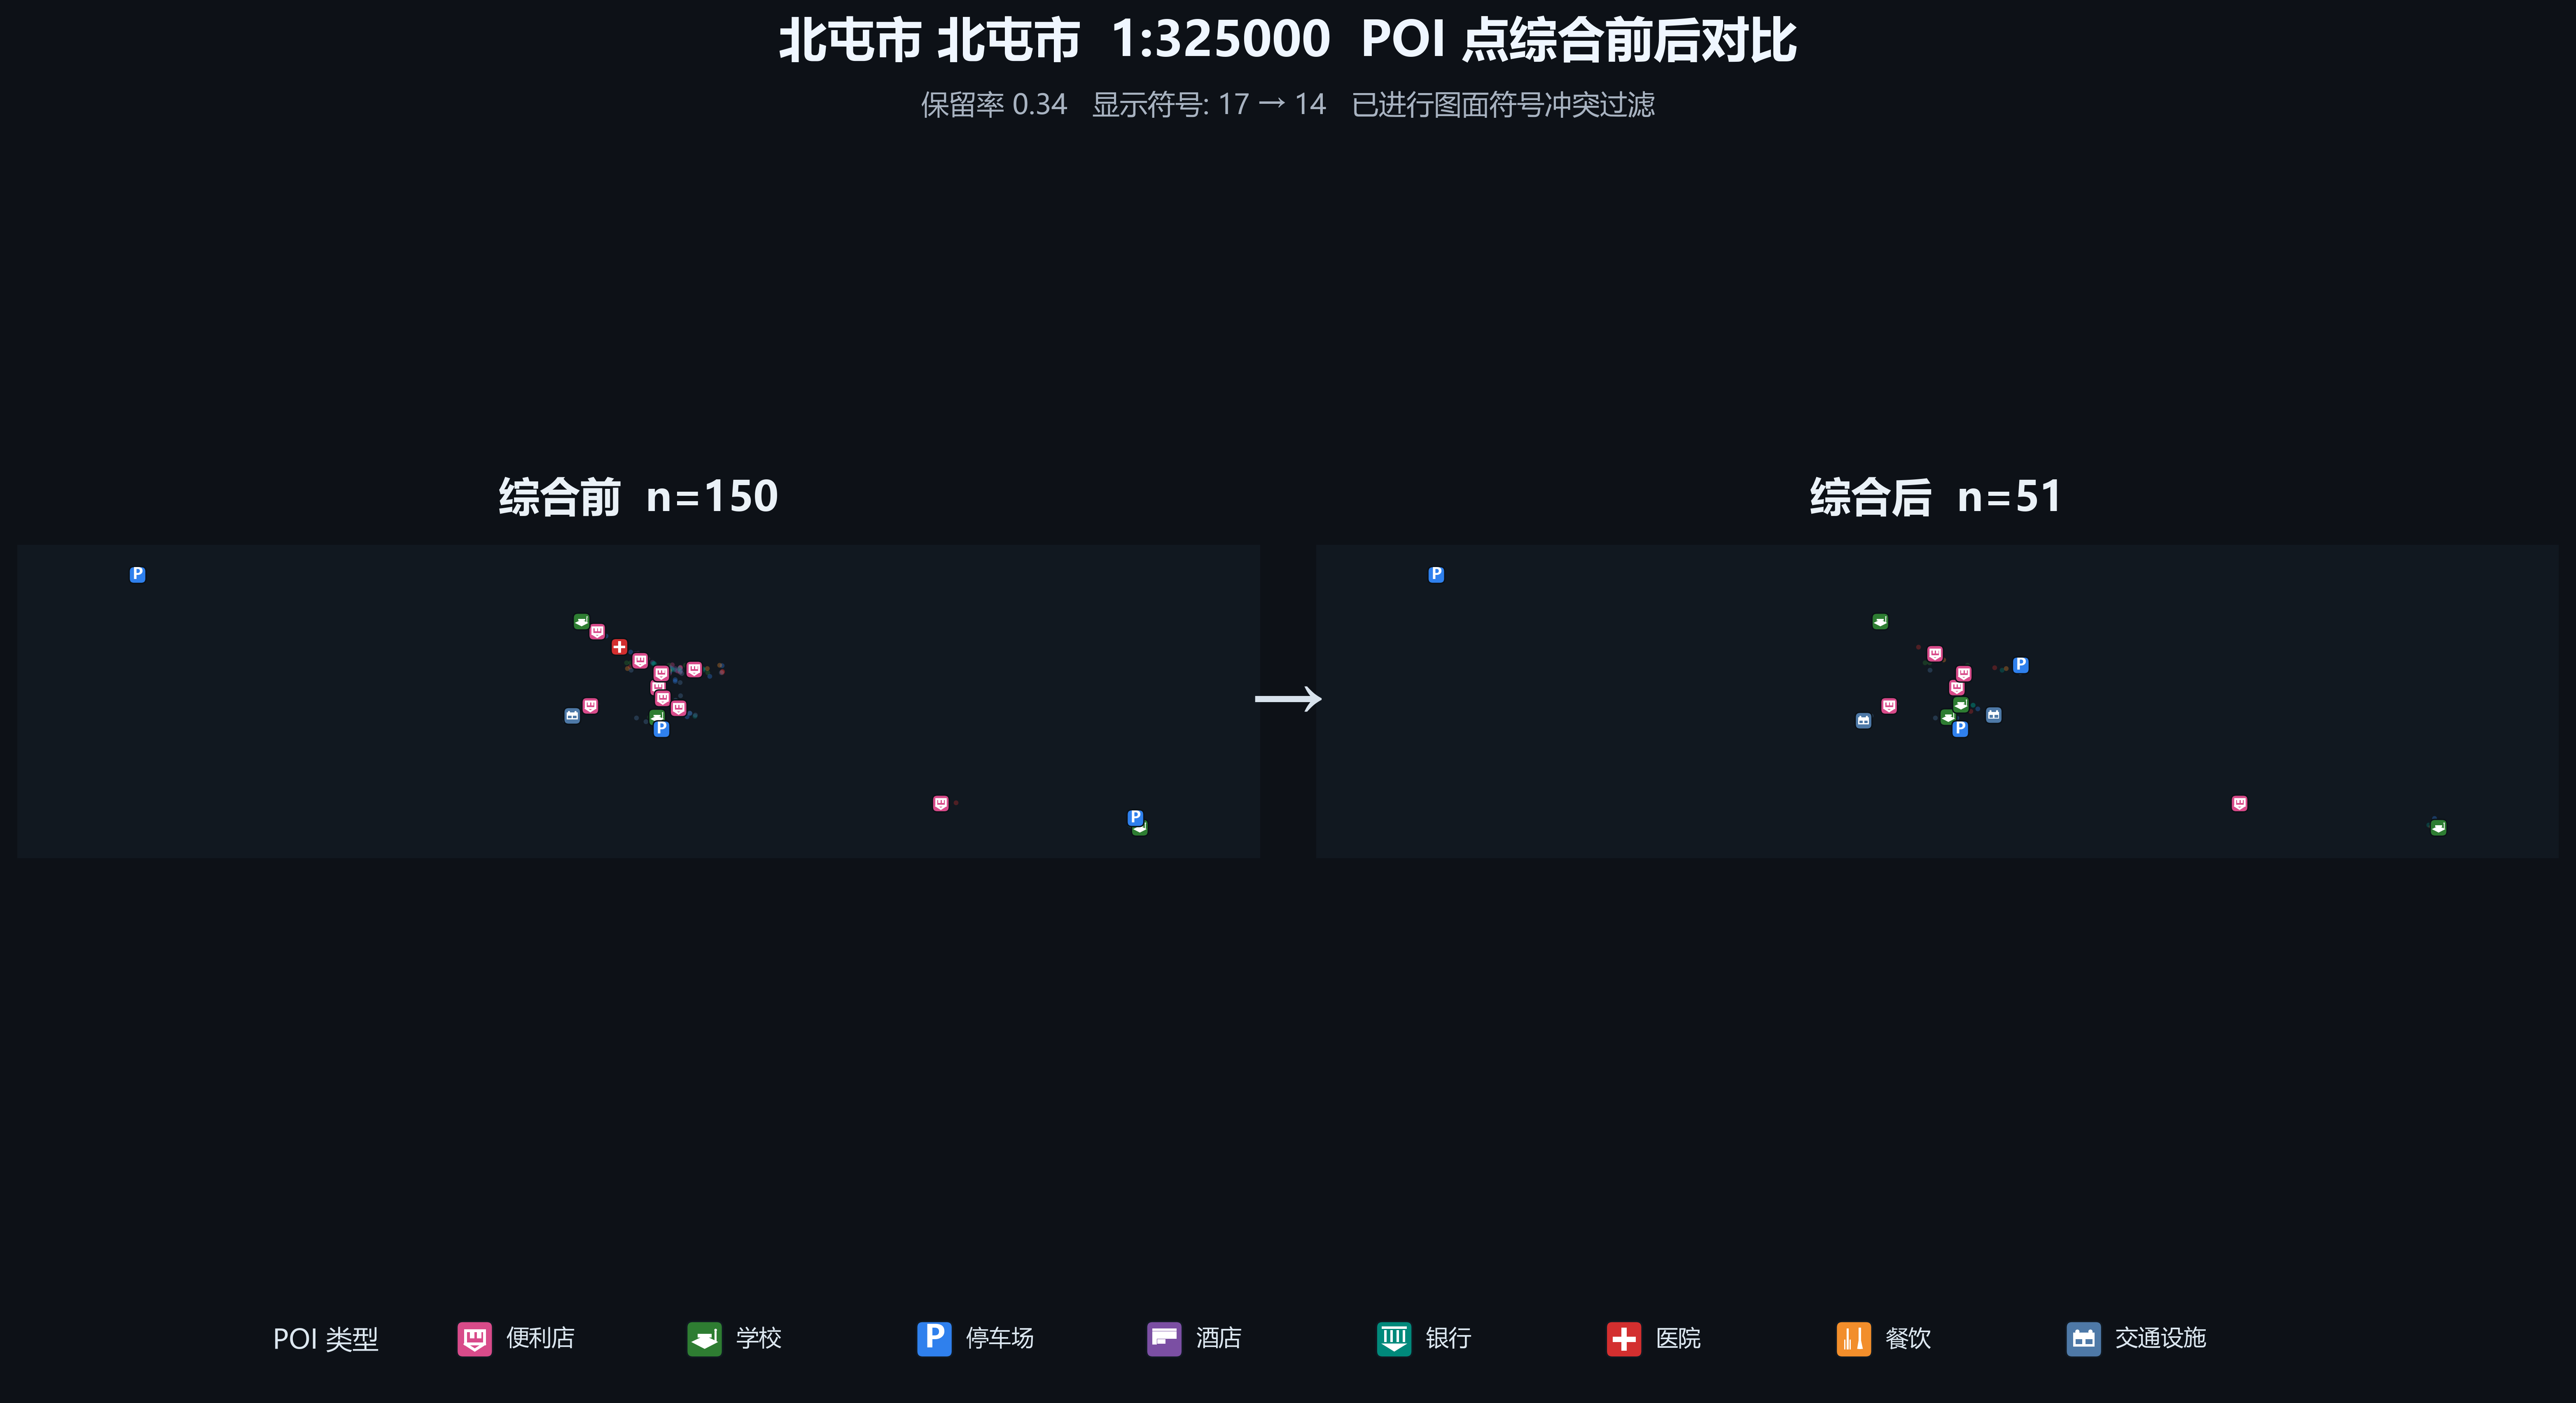 北屯市 北屯市 1:325000 POI 点综合前后对比
保留率 0.34 显示符号: 17 → 14 已进行图面符号冲突过滤
综合前 n=150
综合后 n=51
POI 类型 便利店 学校 P 停车场 酒店 银行 医院 餐饮 交通设施